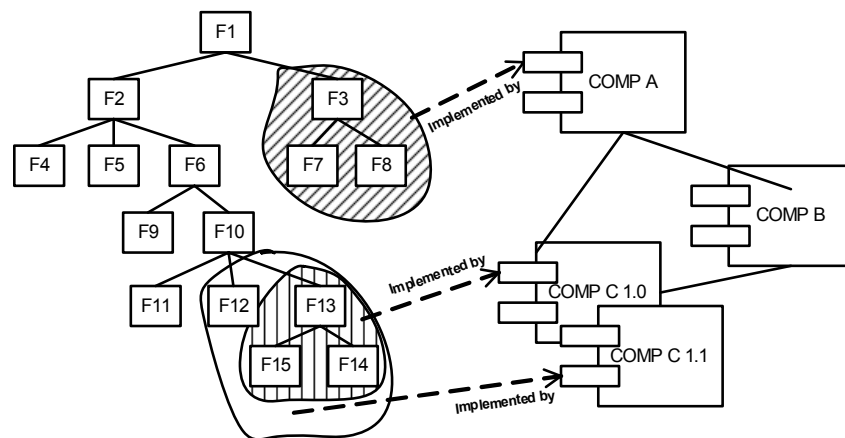 F1
COMP A
F2
F3
Implemented by
F4
F5
F6
F7
F8
COMP B
F9
F10
Implemented by
F11
F12
F13
COMP C 1.0
F15
F14
COMP C 1.1
Implemented by